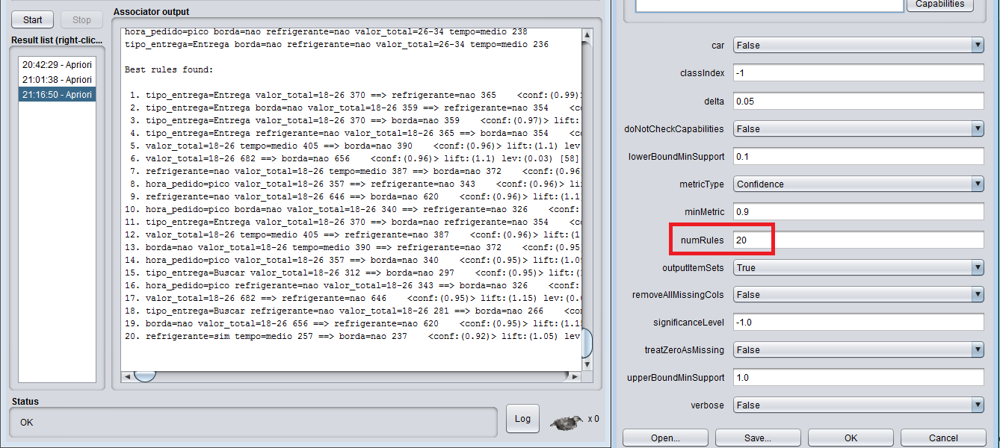 Start
Stop
Associator output
Result list (right-clic...
20:42:29 - Apriori
21:01:38 - Apriori
21:16:50 - Apriori
hora_pedido=pico borda=nao refrigerante=nao valor_total=26-34 tempo=medio 238
tipo_entrega=Entrega borda=nao refrigerante=nao valor_total=26-34 tempo=medio 236
Best rules found:
1. tipo_entrega=Entrega valor_total=18-26 370 ==> refrigerante=nao 365 <conf:(0.99)>
2. tipo_entrega=Entrega borda=nao valor_total=18-26 359 ==> refrigerante=nao 354 <co
3. tipo_entrega=Entrega valor_total=18-26 370 ==> borda=nao 359 <conf:(0.97)> lift:
4. tipo_entrega=Entrega refrigerante=nao valor_total=18-26 365 ==> borda=nao 354 <co
5. valor_total=18-26 tempo=medio 405 ==> borda=nao 390 <conf:(0.96)> lift:(1.1) lev
6. valor_total=18-26 682 ==> borda=nao 656 <conf:(0.96)> lift:(1.1) lev:(0.03) [58]
7. refrigerante=nao valor_total=18-26 tempo=medio 387 ==> borda=nao 372 <conf:(0.96
8. hora_pedido=pico valor_total=18-26 357 ==> refrigerante=nao 343 <conf:(0.96)> li
9. refrigerante=nao valor_total=18-26 646 ==> borda=nao 620 <conf:(0.96)> lift:(1.1
10. hora_pedido=pico borda=nao valor_total=18-26 340 ==> refrigerante=nao 326 <conf:
11. tipo_entrega=Entrega valor_total=18-26 370 ==> borda=nao refrigerante=nao 354 <co
12. valor_total=18-26 tempo=medio 405 ==> refrigerante=nao 387 <conf:(0.96)> lift:(1
13. borda=nao valor_total=18-26 tempo=medio 390 ==> refrigerante=nao 372 <conf:(0.95
14. hora_pedido=pico valor_total=18-26 357 ==> borda=nao 340 <conf:(0.95)> lift:(1.0
15. tipo_entrega=Buscar valor_total=18-26 312 ==> borda=nao 297 <conf:(0.95)> lift:(
16. hora_pedido=pico refrigerante=nao valor_total=18-26 343 ==> borda=nao 326 <conf:
17. valor_total=18-26 682 ==> refrigerante=nao 646 <conf:(0.95)> lift:(1.15) lev:(0.
18. tipo_entrega=Buscar refrigerante=nao valor_total=18-26 281 ==> borda=nao 266 <co
19. borda=nao valor_total=18-26 656 ==> refrigerante=nao 620 <conf:(0.95)> lift:(1.1
20. refrigerante=sim tempo=medio 257 ==> borda=nao 237 <conf:(0.92)> lift:(1.05) lev
Status
OK
Log
x 0
Capabilities
car False
classIndex -1
delta 0.05
doNotCheckCapabilities False
lowerBoundMinSupport 0.1
metricType Confidence
minMetric 0.9
numRules 20
outputItemSets True
removeAllMissingCols False
significanceLevel -1.0
treatZeroAsMissing False
upperBoundMinSupport 1.0
verbose False
Open...
Save...
OK
Cancel